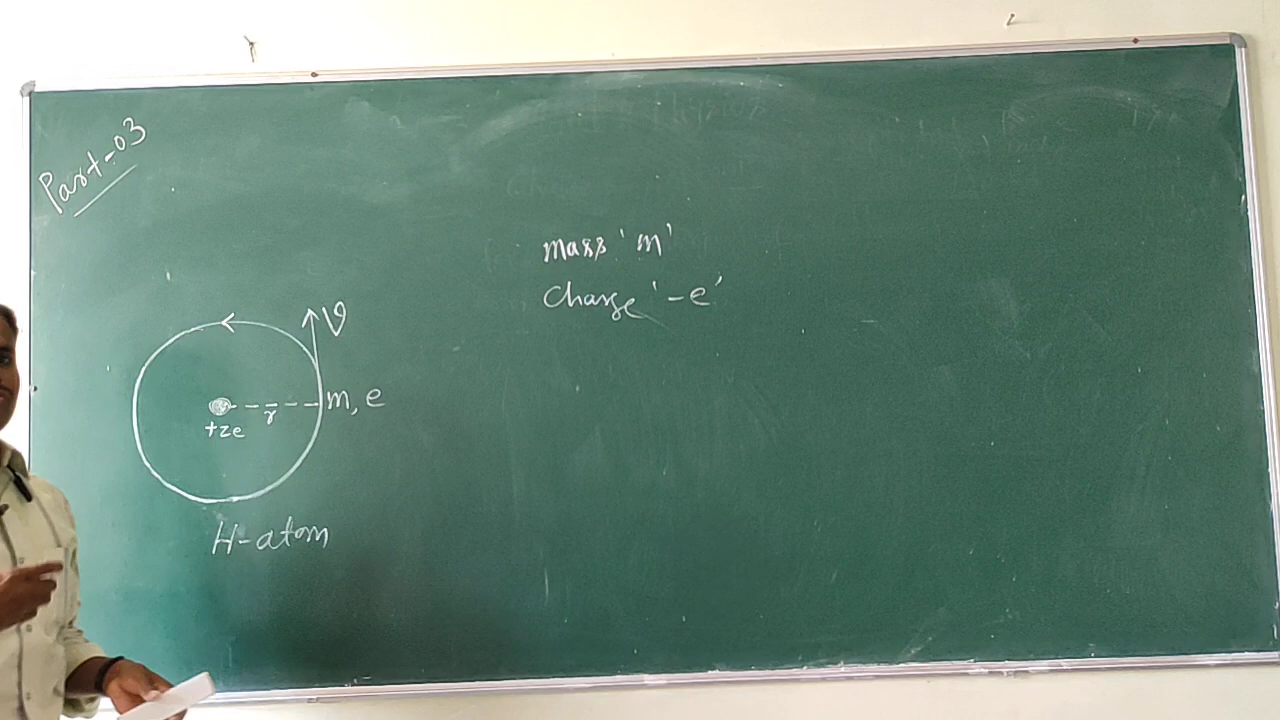 Part-03
mass 'm'
Charge '-e'
V
m, e
r
+ze
H-atom